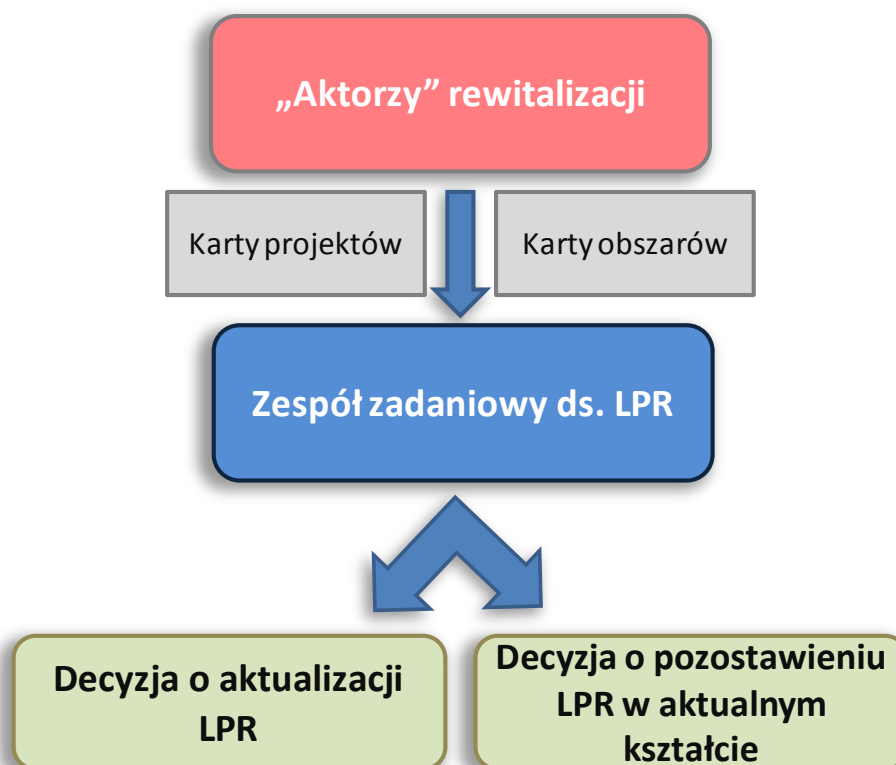 „Aktorzy” rewitalizacji
Karty projektów
Karty obszarów
Zespół zadaniowy ds. LPR
Decyzja o aktualizacji
LPR
Decyzja o pozostawieniu
LPR w aktualnym
kształcie